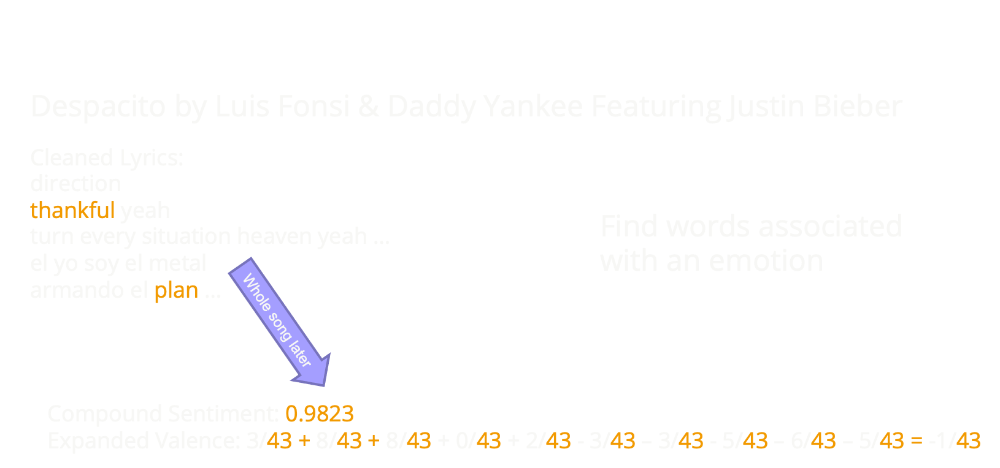 Despacito by Luis Fonsi & Daddy Yankee Featuring Justin Bieber
Cleaned Lyrics:
direction
thankful yeah
turn every situation heaven yeah ...
el yo soy el metal
armando el plan ...
Find words associated
with an emotion
Whole song later
Compound Sentiment: 0.9823
Expanded Valence: 3/43 + 8/43 + 8/43 + 0/43 + 2/43 - 3/43 – 3/43 - 5/43 – 6/43 – 5/43 = -1/43